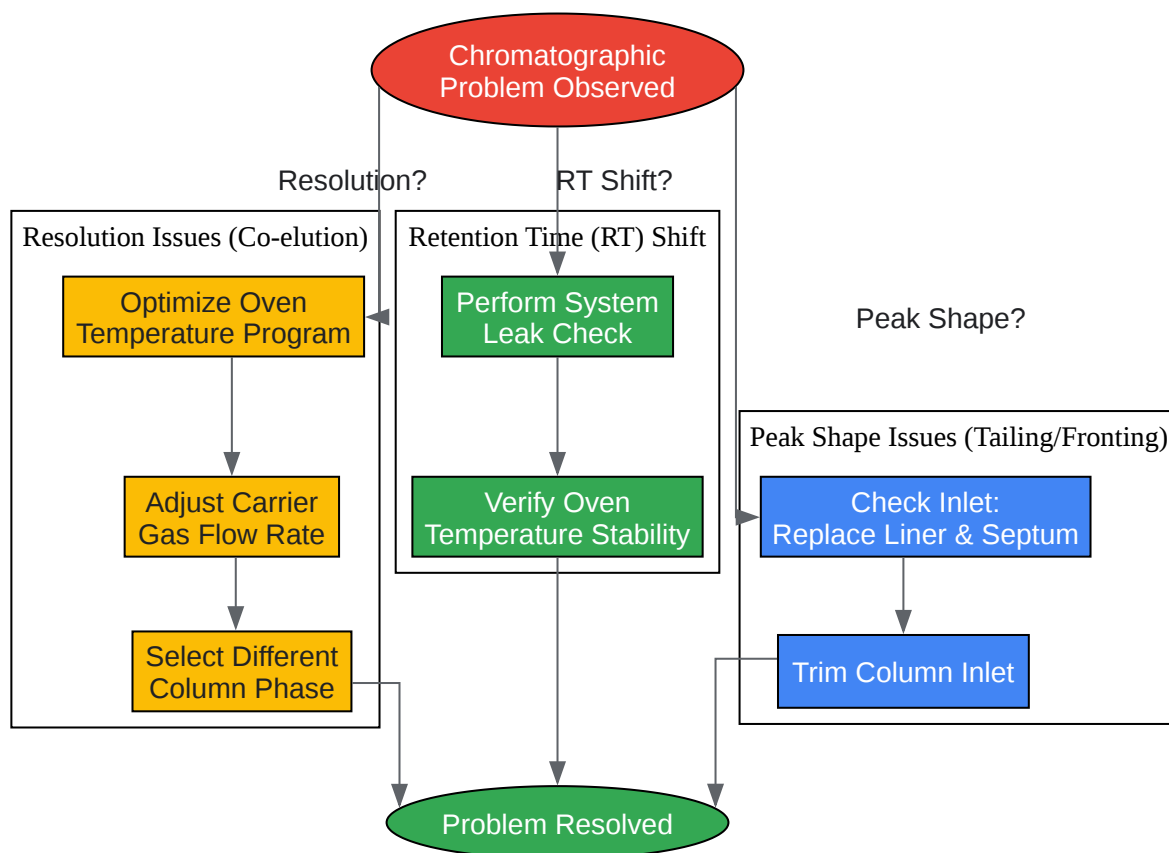 Chromatographic
Problem Observed
Resolution?
RT Shift?
Peak Shape?
Resolution Issues (Co-elution)
Optimize Oven
Temperature Program
Adjust Carrier
Gas Flow Rate
Select Different
Column Phase
Retention Time (RT) Shift
Perform System
Leak Check
Verify Oven
Temperature Stability
Peak Shape Issues (Tailing/Fronting)
Check Inlet:
Replace Liner & Septum
Trim Column Inlet
Problem Resolved